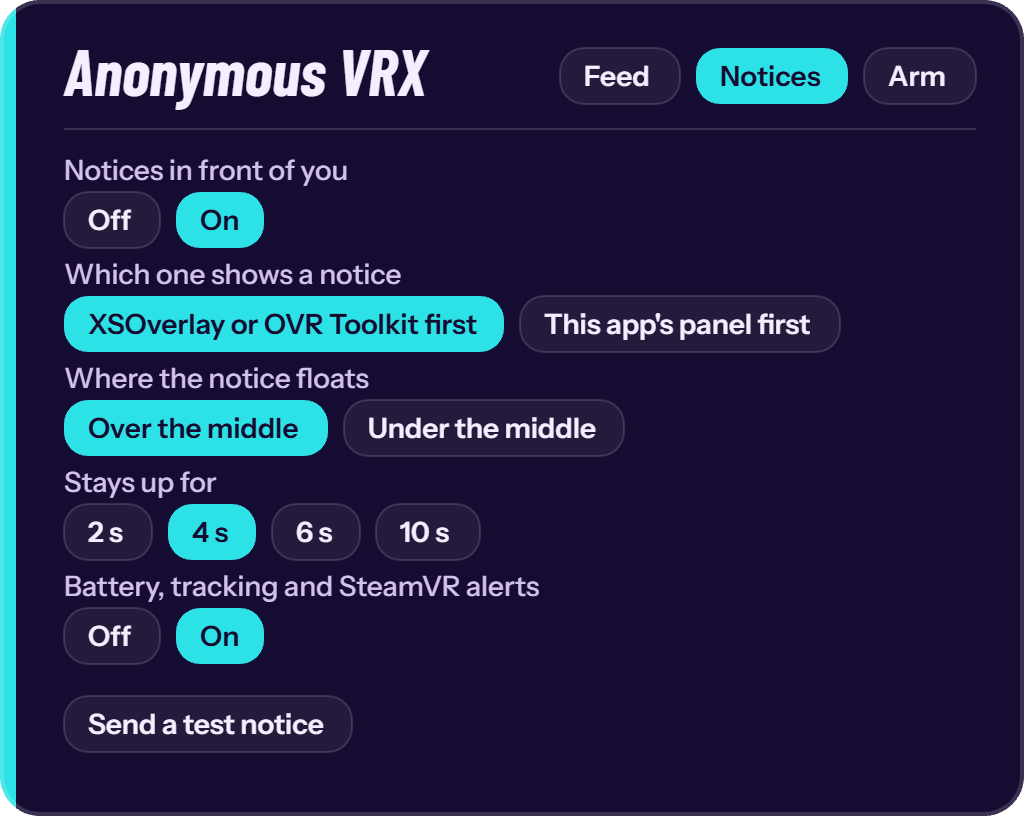 Anonymous VRX
Feed Notices Arm
Notices in front of you
Off On
Which one shows a notice
XSOverlay or OVR Toolkit first This app's panel first
Where the notice floats
Over the middle Under the middle
Stays up for
2 s 4 s 6 s 10 s
Battery, tracking and SteamVR alerts
Off On
Send a test notice